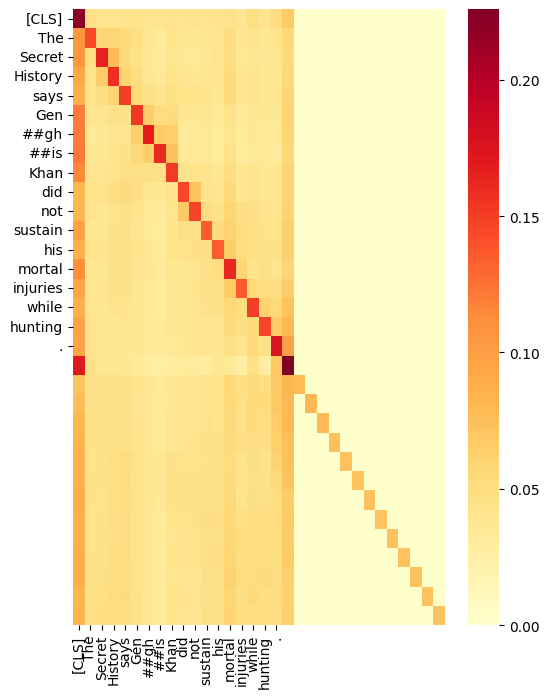 [CLS]
The
Secret
History
says
Gen
##gh
##is
Khan
did
not
sustain
his
mortal
injuries
while
hunting
.
0.20
0.15
0.10
0.05
0.00
[CLS]
The
Secret
History
says
Gen
##gh
##is
Khan
did
not
sustain
his
mortal
injuries
while
hunting
.